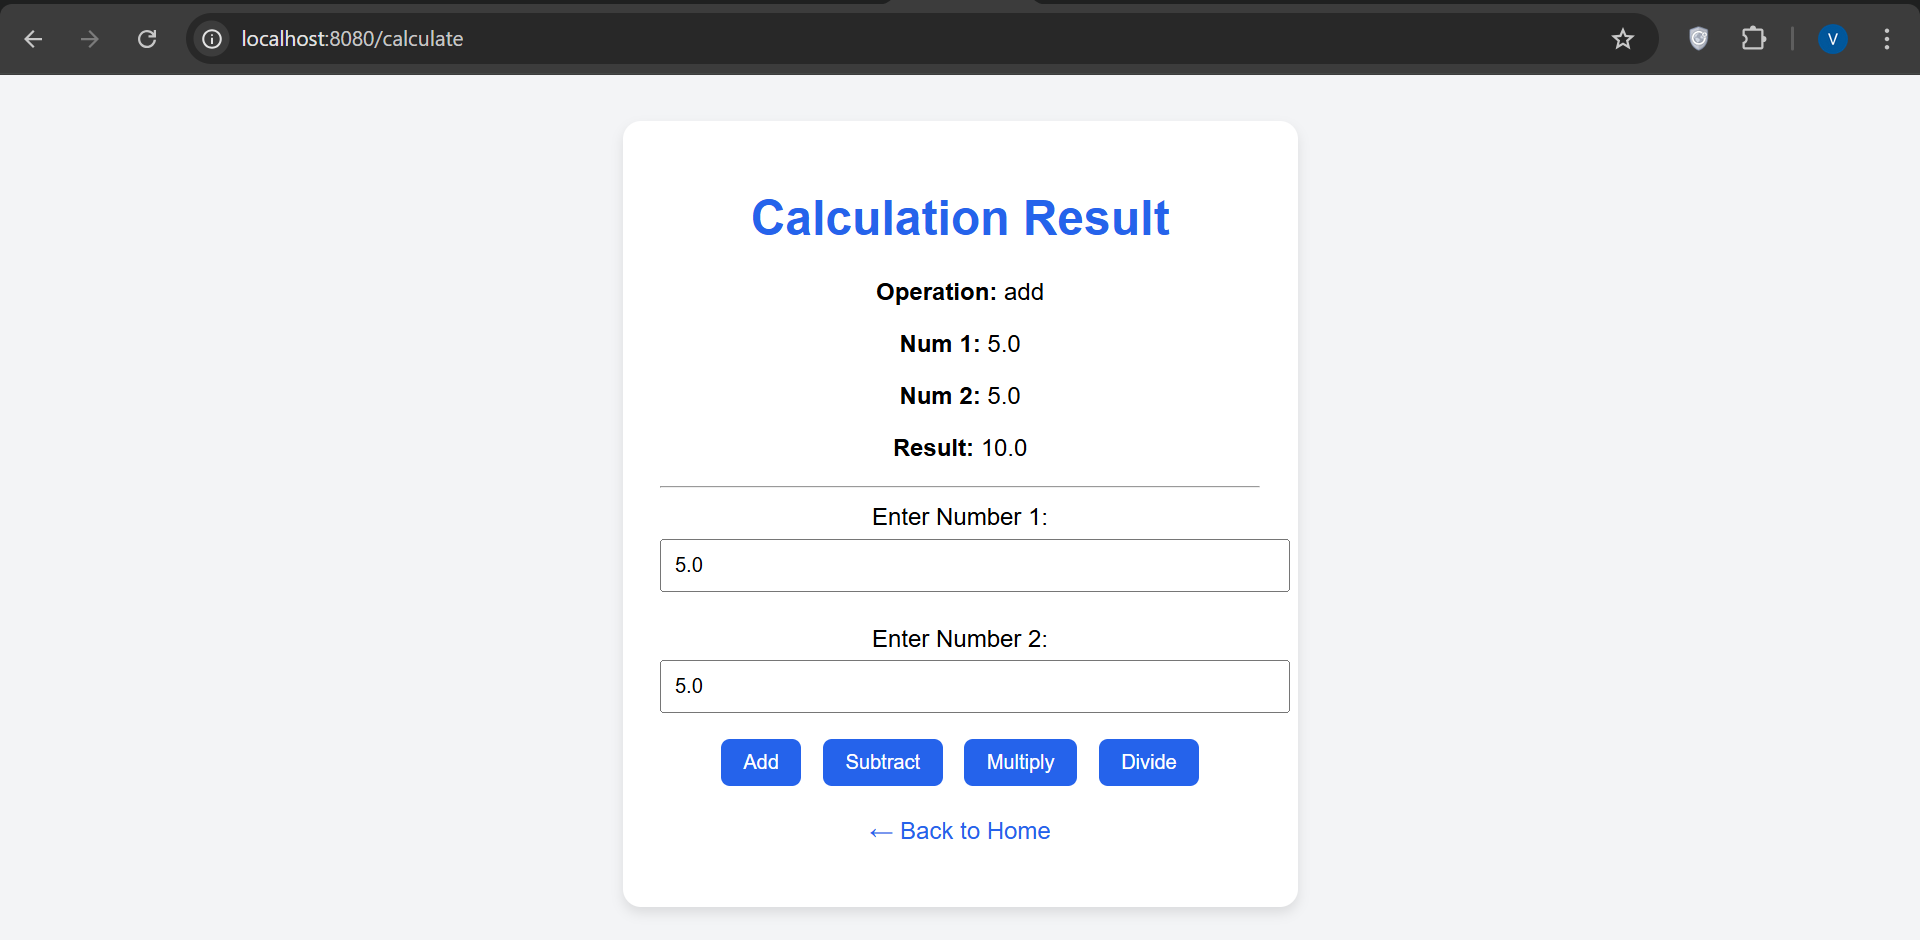 localhost:8080/calculate
V
Calculation Result
Operation: add
Num 1: 5.0
Num 2: 5.0
Result: 10.0
Enter Number 1:
5.0
Enter Number 2:
5.0
Add Subtract Multiply Divide
← Back to Home